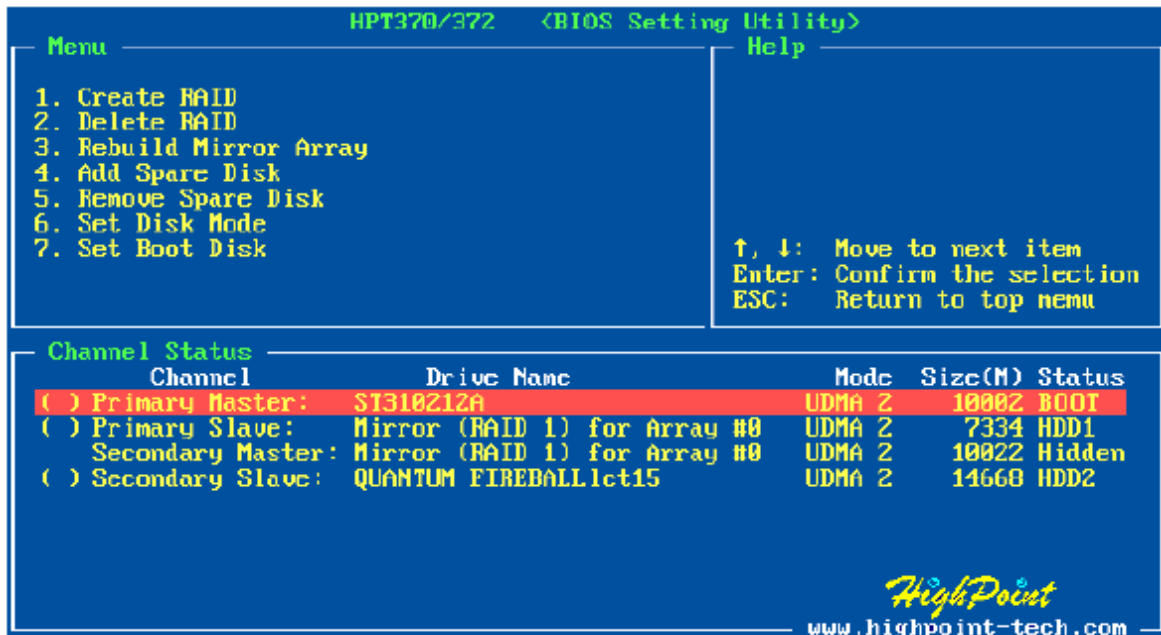 HPT370/372 <BIOS Setting Utility>
Menu
1. Create RAID
2. Delete RAID
3. Rebuild Mirror Array
4. Add Spare Disk
5. Remove Spare Disk
6. Set Disk Mode
7. Set Boot Disk
Help
↑, ↓: Move to next item
Enter: Confirm the selection
ESC: Return to top memu
Channel Status
Channel Drive Name Mode Size(M) Status
( ) Primary Master: ST310212A UDMA 2 10002 BOOT
( ) Primary Slave: Mirror (RAID 1) for Array #0 UDMA 2 7334 HDD1
Secondary Master: Mirror (RAID 1) for Array #0 UDMA 2 10022 Hidden
( ) Secondary Slave: QUANTUM FIREBALLlct15 UDMA 2 14668 HDD2
HighPoint
www.highpoint-tech.com